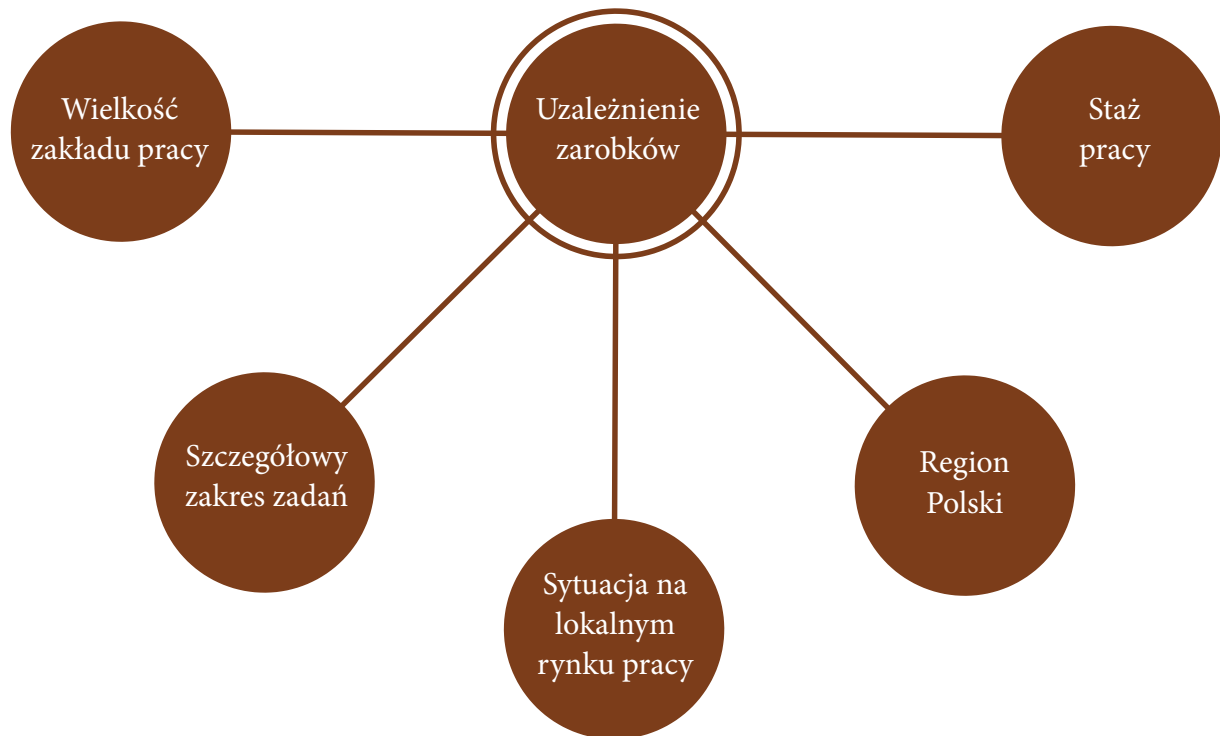 Wielkość
zakładu pracy
Uzależnienie
zarobków
Staż
pracy
Szczegółowy
zakres zadań
Sytuacja na
lokalnym
rynku pracy
Region
Polski